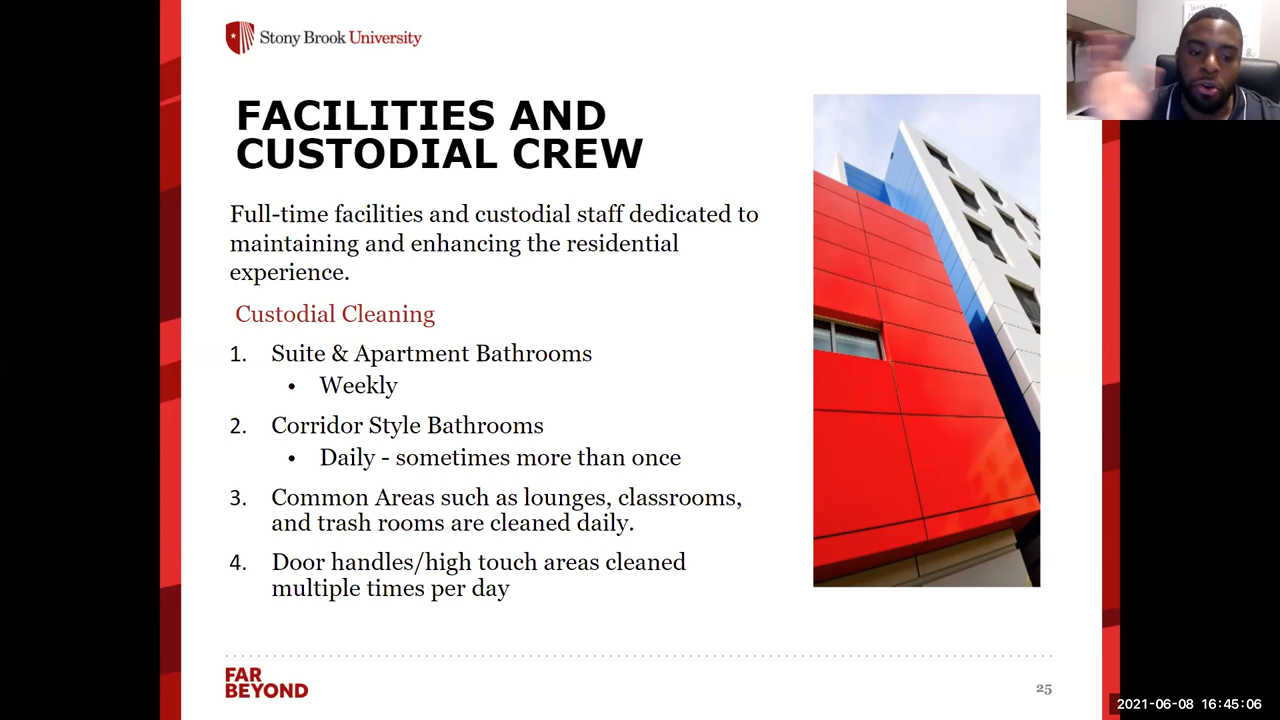 Stony Brook University
FACILITIES AND
CUSTODIAL CREW
Full-time facilities and custodial staff dedicated to
maintaining and enhancing the residential
experience.
Custodial Cleaning
1. Suite & Apartment Bathrooms
• Weekly
2. Corridor Style Bathrooms
• Daily - sometimes more than once
3. Common Areas such as lounges, classrooms,
and trash rooms are cleaned daily.
4. Door handles/high touch areas cleaned
multiple times per day
FAR
BEYOND
25
2021-06-08 16:45:06